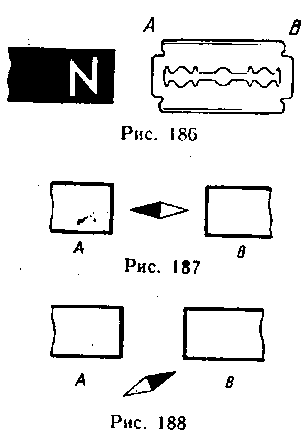 N
А В
Рис. 186
А В
Рис. 187
А В
Рис. 188